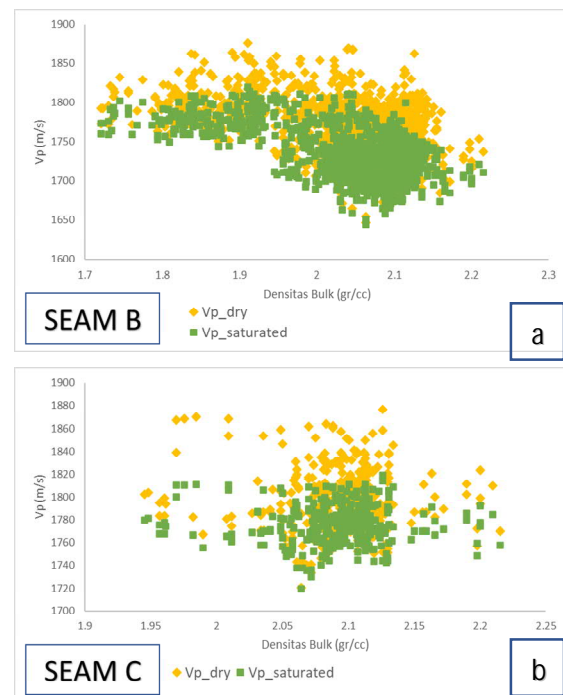 1900
1850
1800
1750
1700
1650
1600
Vp (m/s)
1.7 1.8 1.9 2 2.1 2.2 2.3
Densitas Bulk (gr/cc)
Vp_dry
Vp_saturated
SEAM B
a
1900
1880
1860
1840
1820
1800
1780
1760
1740
1720
1700
Vp (m/s)
1.9 1.95 2 2.05 2.1 2.15 2.2 2.25
Densitas Bulk (gr/cc)
SEAM C
Vp_dry Vp_saturated
b